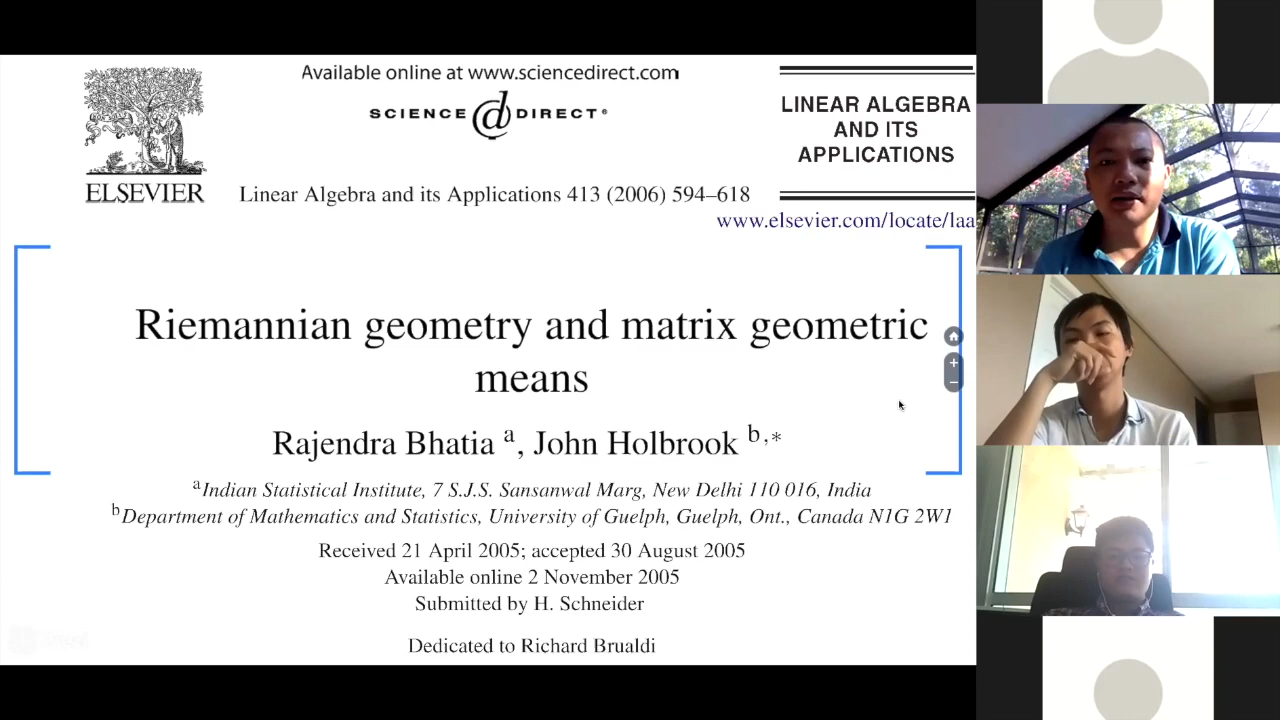 Available online at www.sciencedirect.com
SCIENCE DIRECT®
LINEAR ALGEBRA
AND ITS
APPLICATIONS
ELSEVIER
Linear Algebra and its Applications 413 (2006) 594–618
www.elsevier.com/locate/laa
Riemannian geometry and matrix geometric
means
Rajendra Bhatia a, John Holbrook b,*
a Indian Statistical Institute, 7 S.J.S. Sansanwal Marg, New Delhi 110 016, India
b Department of Mathematics and Statistics, University of Guelph, Guelph, Ont., Canada N1G 2W1
Received 21 April 2005; accepted 30 August 2005
Available online 2 November 2005
Submitted by H. Schneider
Dedicated to Richard Brualdi